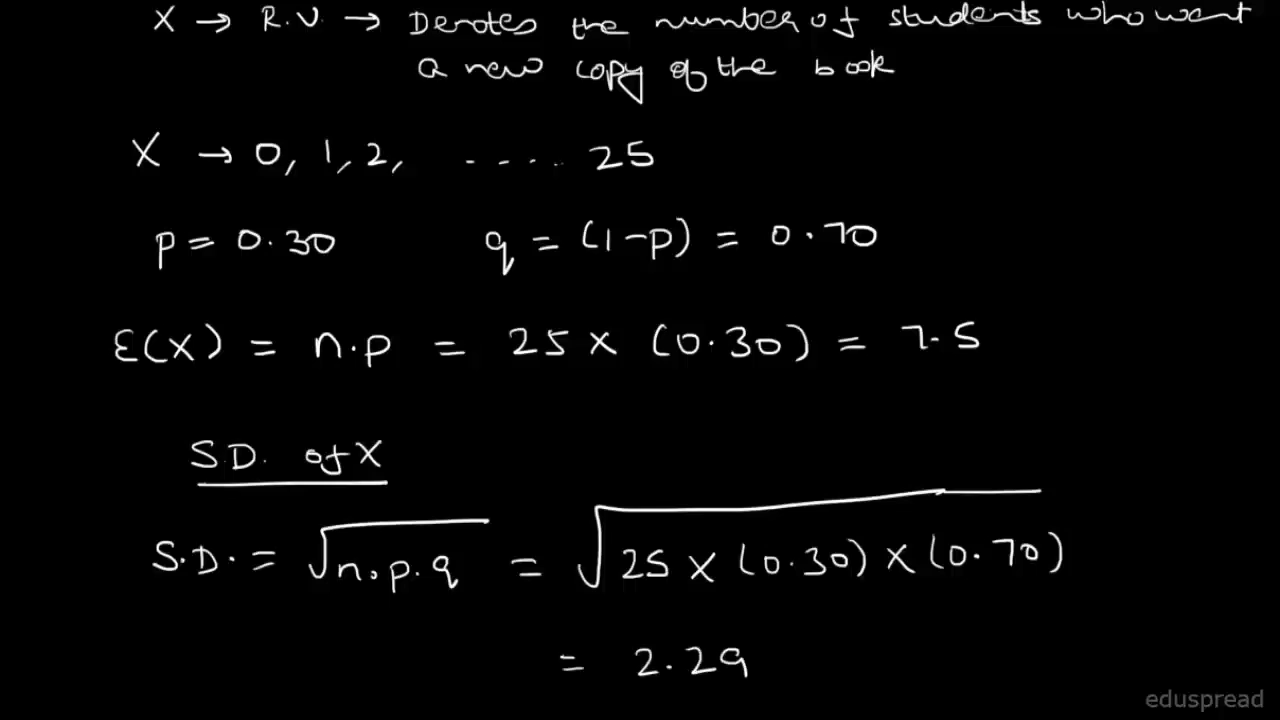 X → R.V → Denotes the number of students who want
a new copy of the book
X → 0, 1, 2, ..... 25
p = 0.30 q = (1-p) = 0.70
E(X) = n.p = 25 × (0.30) = 7.5
S.D. of X
S.D. = √n.p.q = √25 × (0.30) × (0.70)
= 2.29
eduspread